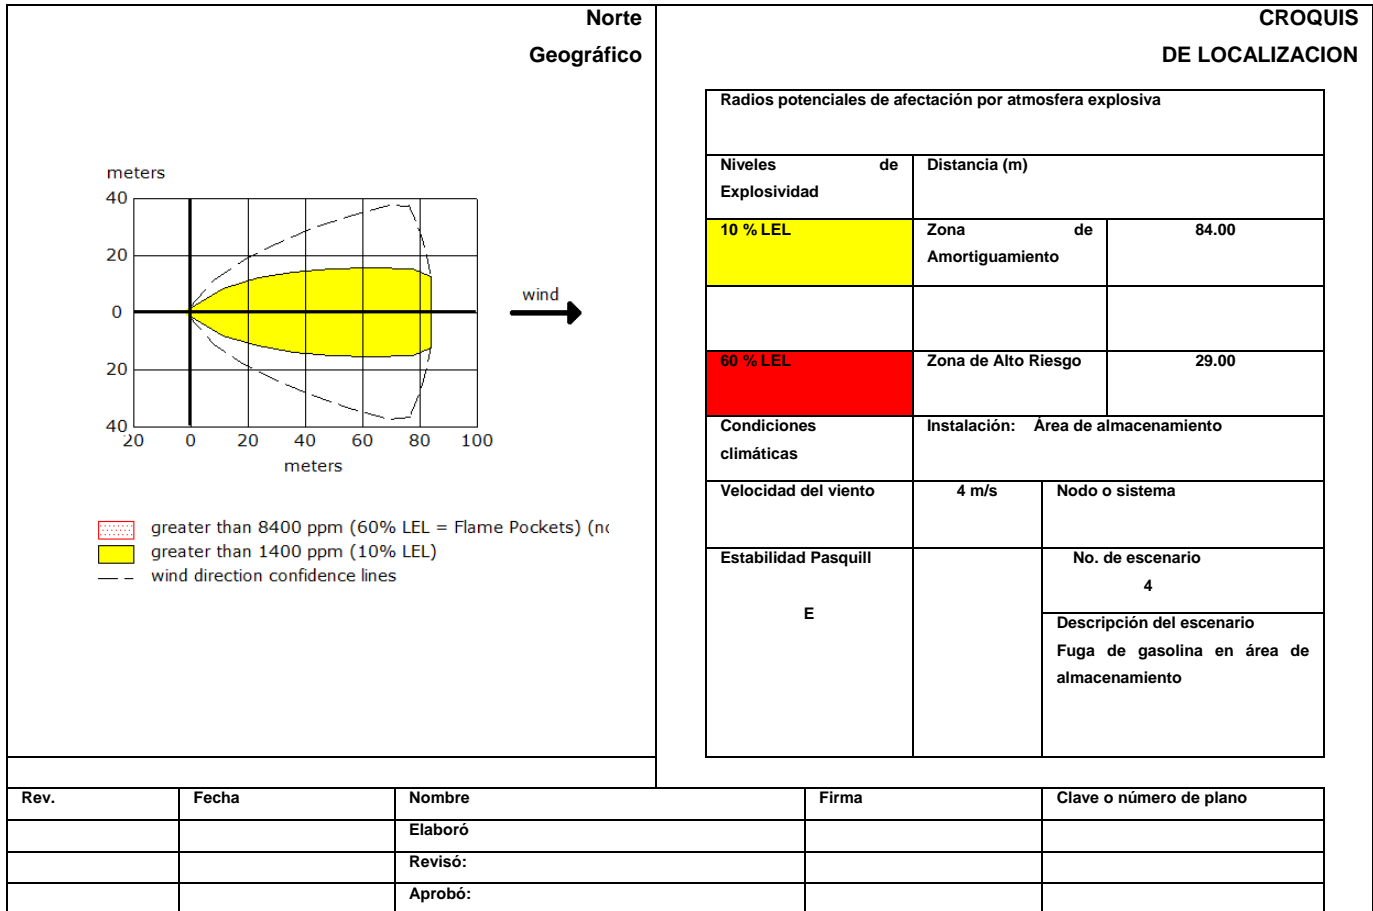 Norte
Geográfico
CROQUIS
DE LOCALIZACION
meters
40
20
0
20
40
20 0 20 40 60 80 100
meters
wind
greater than 8400 ppm (60% LEL = Flame Pockets) (no
greater than 1400 ppm (10% LEL)
wind direction confidence lines
Radios potenciales de afectación por atmosfera explosiva
Niveles de
Explosividad
Distancia (m)
10 % LEL
Zona de
Amortiguamiento
84.00
60 % LEL
Zona de Alto Riesgo
29.00
Condiciones
climáticas
Instalación: Área de almacenamiento
Velocidad del viento
4 m/s
Nodo o sistema
Estabilidad Pasquill
E
No. de escenario
4
Descripción del escenario
Fuga de gasolina en área de
almacenamiento
Rev. Fecha Nombre Firma Clave o número de plano
Elaboró
Revisó:
Aprobó: